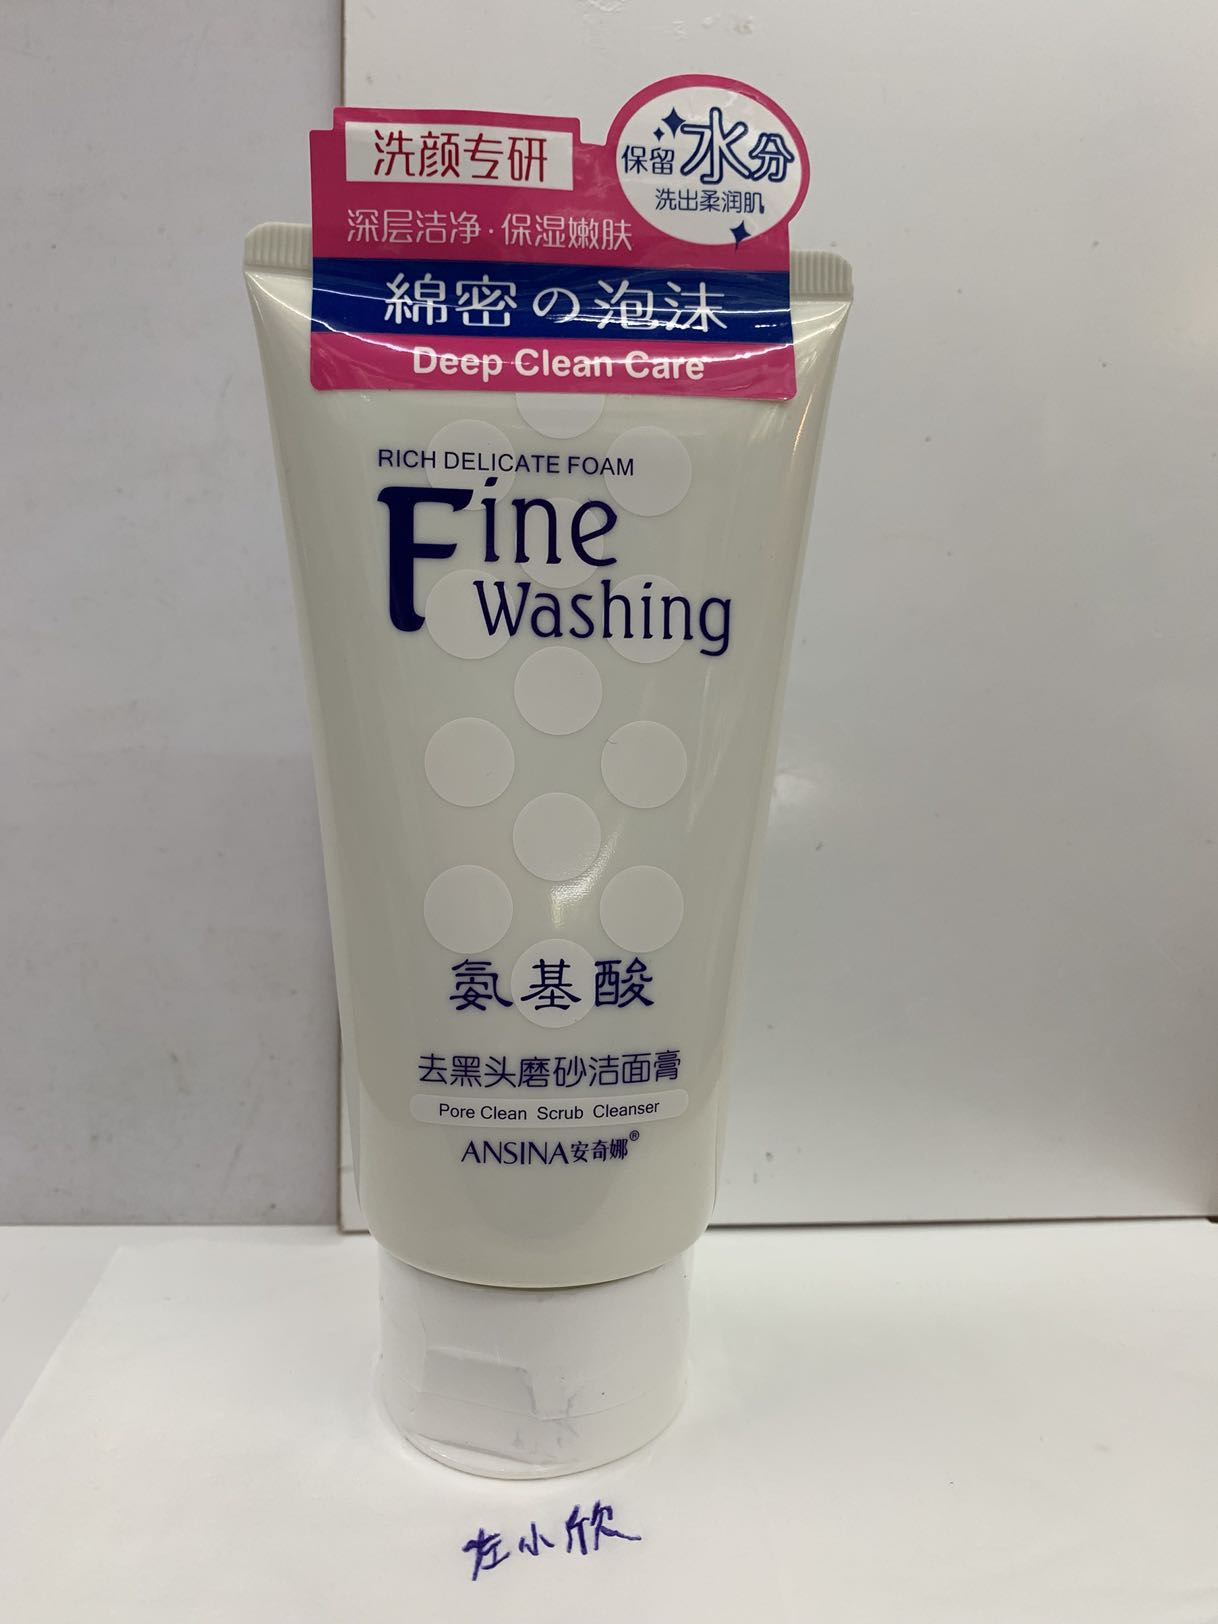 洗颜专研
保留水分
洗出柔润肌
深层洁净·保湿嫩肤
綿密の泡沫
Deep Clean Care
RICH DELICATE FOAM
Fine
Washing
氨基酸
去黑头磨砂洁面膏
Pore Clean Scrub Cleanser
ANSINA安奇娜®
左小欣